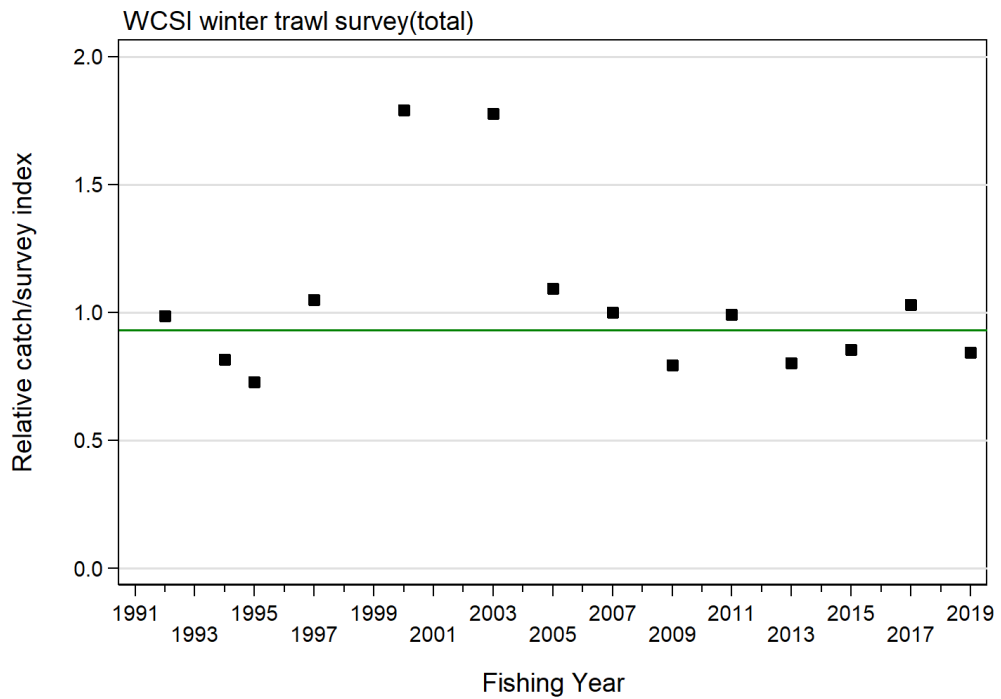 WCSI winter trawl survey(total)
2.0
1.5
1.0
0.5
0.0
Relative catch/survey index
1991 1995 1999 2003 2007 2011 2015 2019
1993 1997 2001 2005 2009 2013 2017
Fishing Year